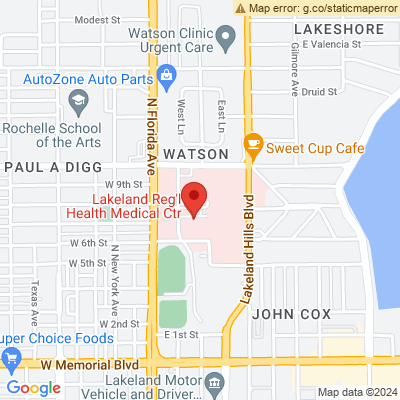 Map error: g.co/staticmaperror
Modest St
Watson Clinic
Urgent Care
LAKESHORE
E Valencia St
Gilmore Ave
AutoZone Auto Parts
Druid St
N Florida Ave
West Ln
East Ln
Rochelle School of
the Arts
Sweet Cup Cafe
WATSON
PAUL A DIGG
W 9th St
Lakeland Reg'l
Health Medical Ctr
Lakeland Hills Blvd
W 6th St
W 5th St
N New York Ave
Texas Ave
W 2nd St
JOHN COX
E 1st St
Super Choice Foods
W Memorial Blvd
Google
Lakeland Motor
Vehicle and Driver...
Map data ©2024